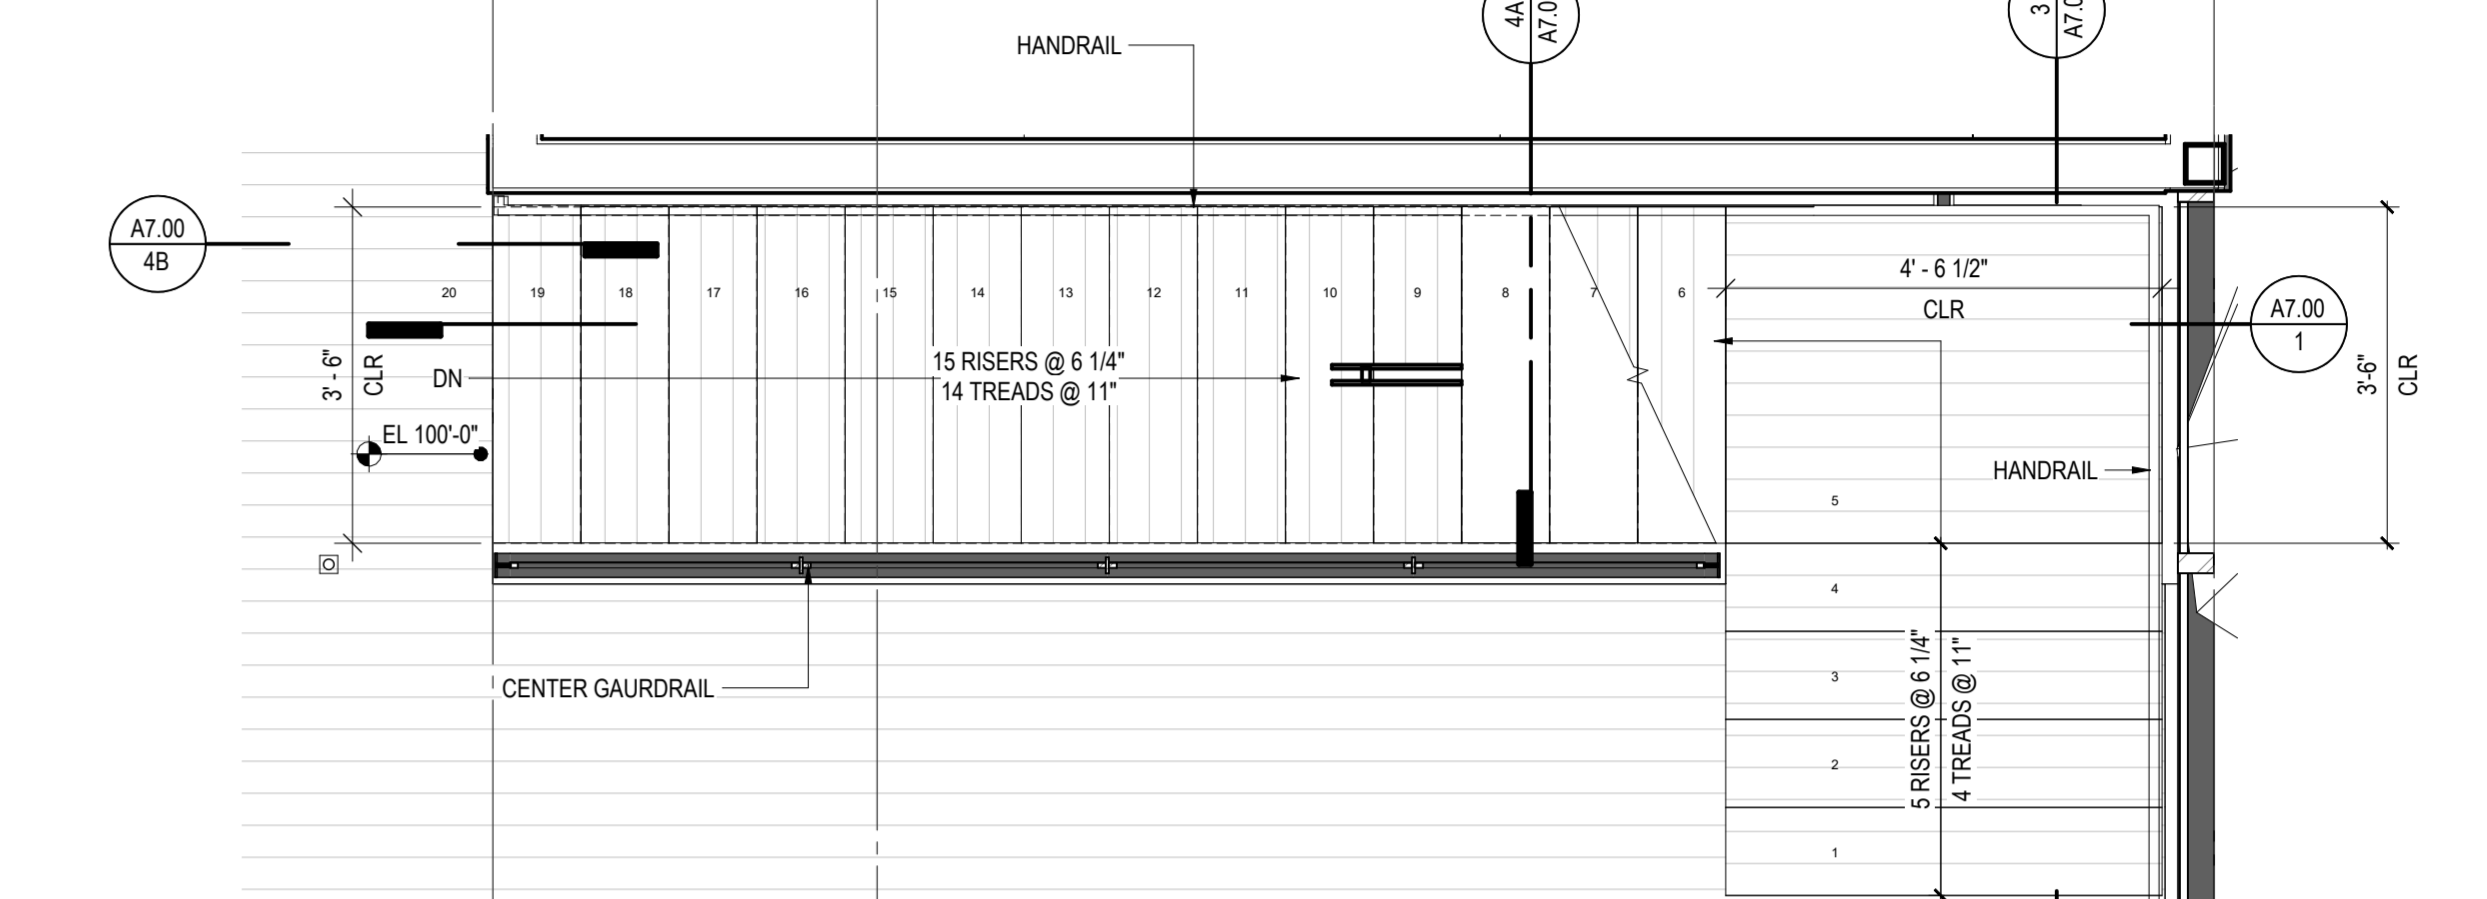 4A
A7.0
3
A7.0
HANDRAIL
A7.00
4B
20
19
18
17
16
15
14
13
12
11
10
9
8
7
6
4' - 6 1/2"
CLR
A7.00
1
3' - 6"
CLR
DN
15 RISERS @ 6 1/4"
14 TREADS @ 11"
3'-6"
CLR
EL 100'-0"
HANDRAIL
5
4
3
2
1
5 RISERS @ 6 1/4"
4 TREADS @ 11"
CENTER GAURDRAIL